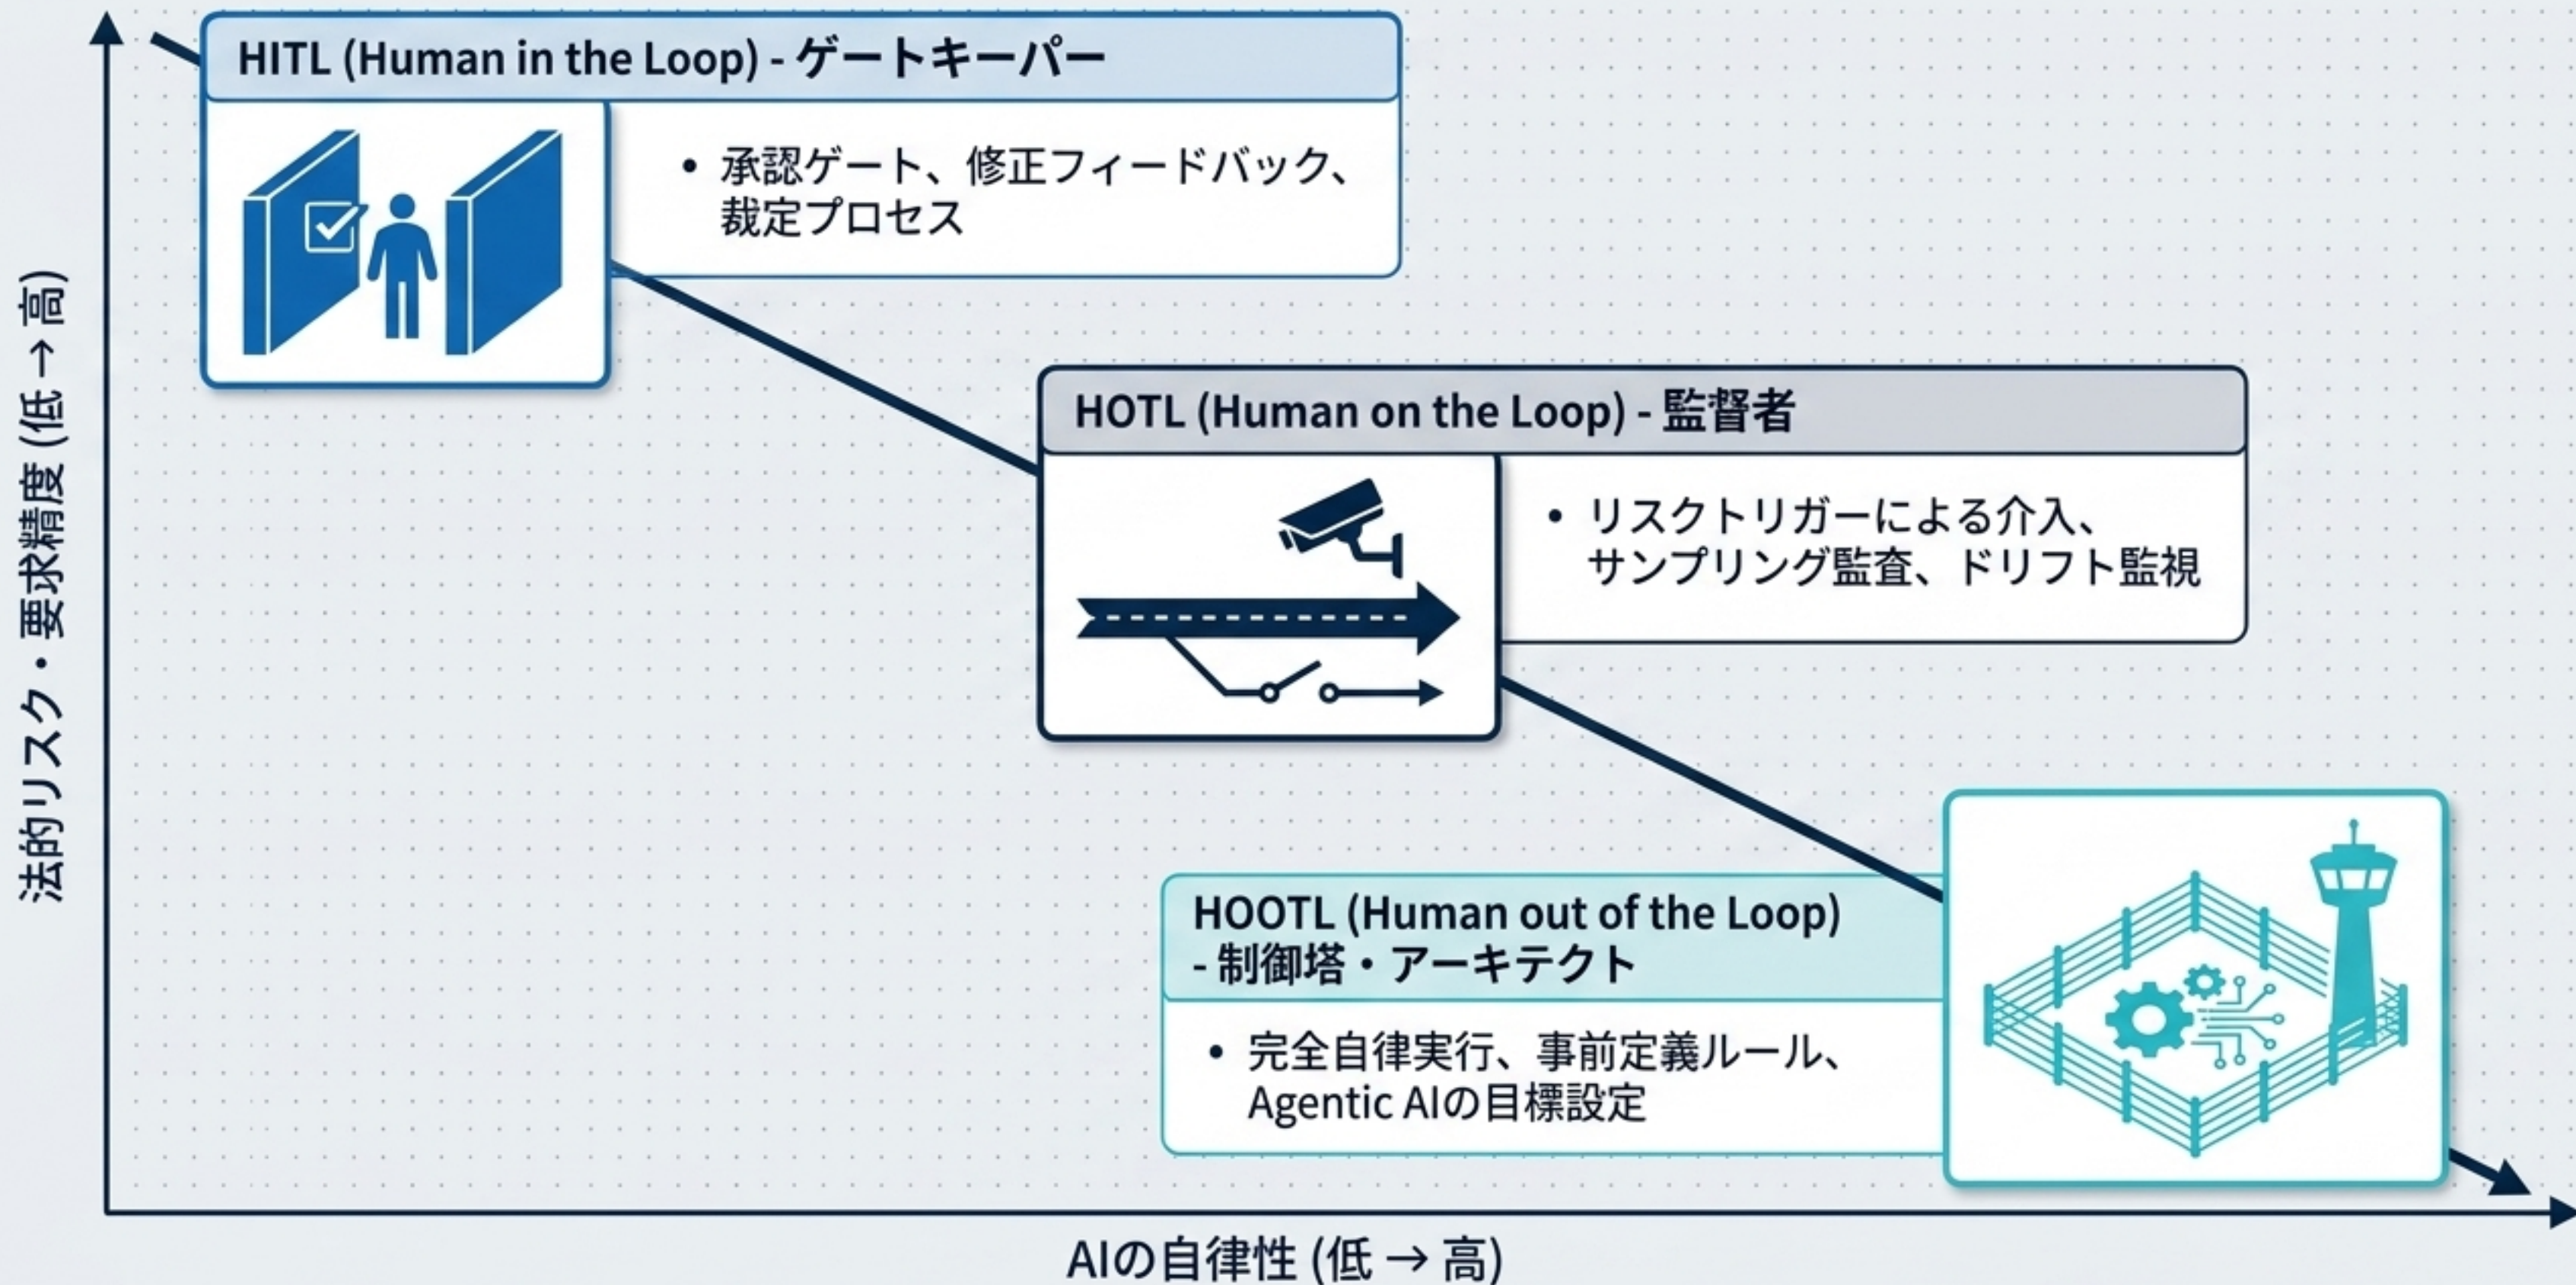 HITL (Human in the Loop) - ゲートキーパー
• 承認ゲート、修正フィードバック、
裁定プロセス
法的リスク・要求精度 (低 → 高)
HOTL (Human on the Loop) - 監督者
• リスクトリガーによる介入、
サンプリング監査、ドリフト監視
HOOTL (Human out of the Loop)
- 制御塔・アーキテクト
• 完全自律実行、事前定義ルール、
Agentic AIの目標設定
AIの自律性 (低 → 高)